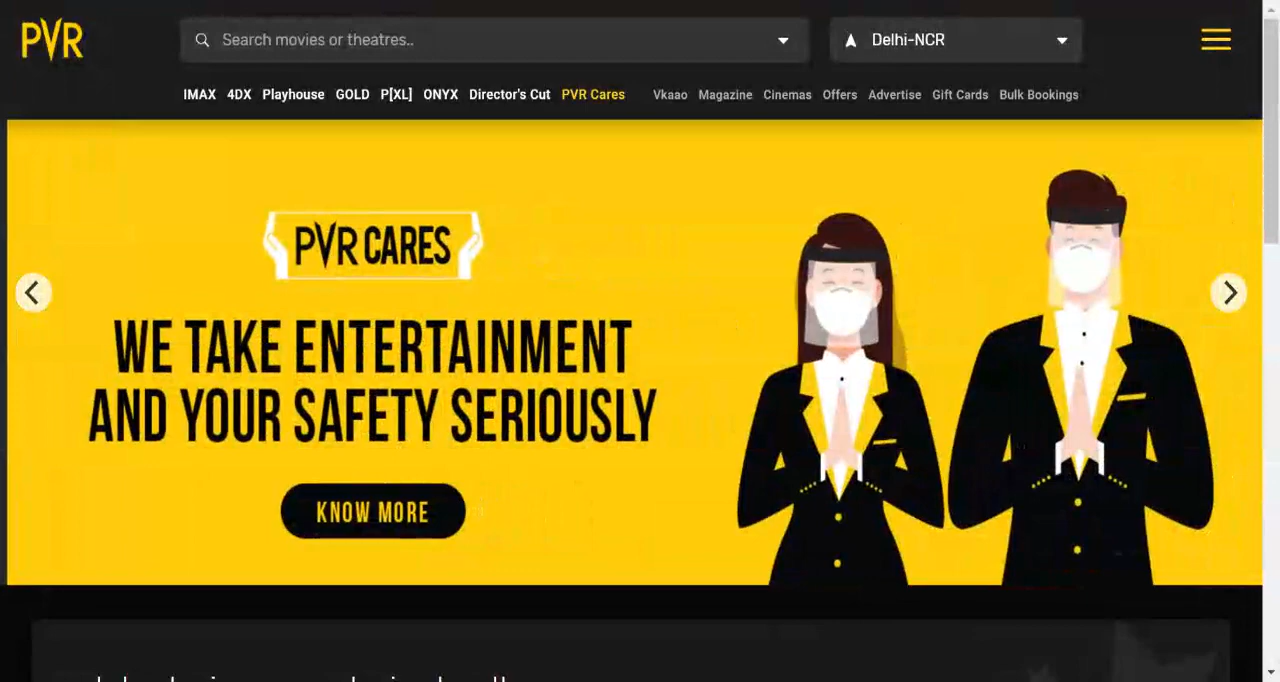 PVR
Search movies or theatres..
Delhi-NCR
IMAX 4DX Playhouse GOLD P[XL] ONYX Director's Cut PVR Cares Vkaao Magazine Cinemas Offers Advertise Gift Cards Bulk Bookings
PVR CARES
WE TAKE ENTERTAINMENT
AND YOUR SAFETY SERIOUSLY
KNOW MORE